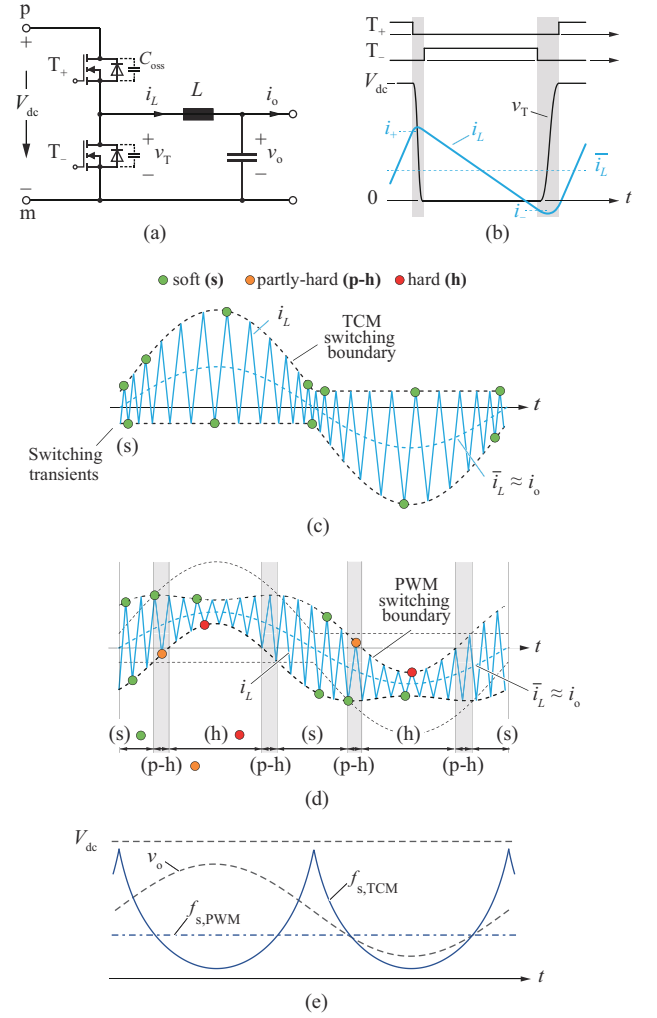 p
+
T+
Coss
Vdc
iL
L
io
T−
+
vT
−
+
vo
−
−
m
(a)
T+
T−
Vdc
vT
i+
iL
iL
0
i−
t
(b)
soft (s) partly-hard (p-h) hard (h)
iL
TCM
switching
boundary
t
(s)
Switching
transients
iL ≈ io
(c)
PWM
switching
boundary
t
iL
iL ≈ io
(s) (h) (s) (h) (s)
(p-h) (p-h) (p-h) (p-h)
(d)
Vdc
vo
fs,TCM
fs,PWM
t
(e)